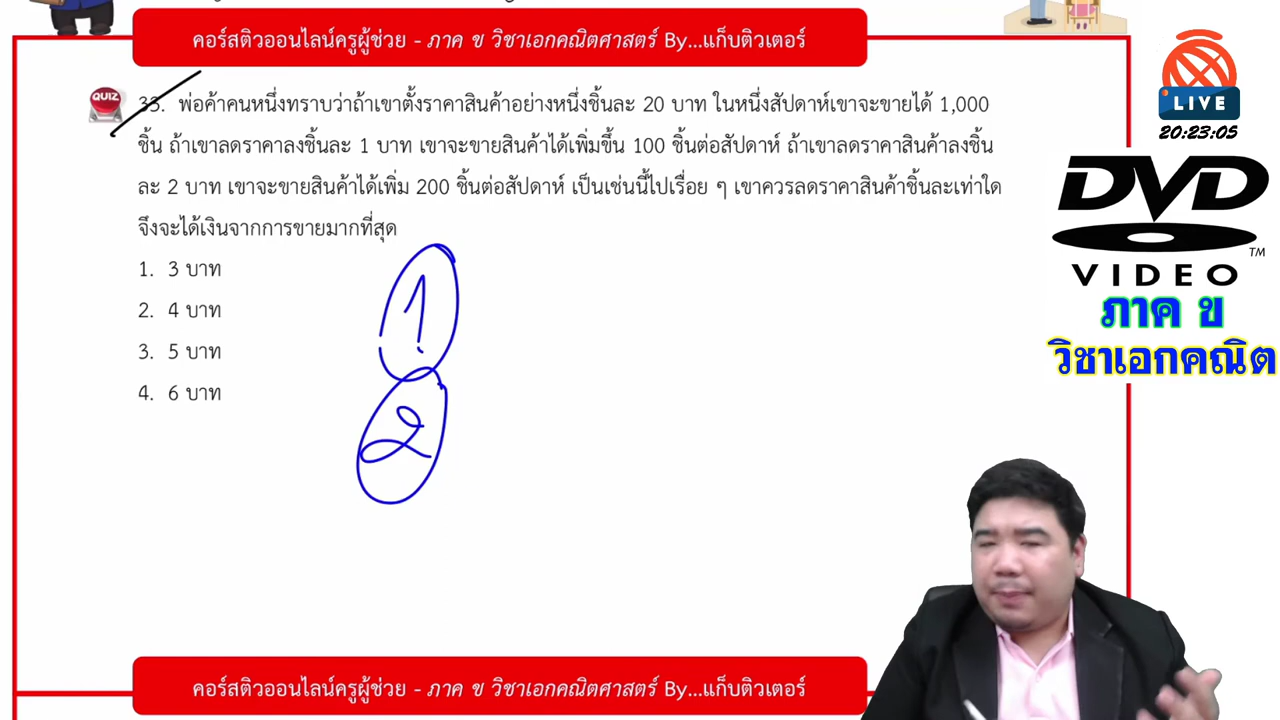 คอร์สติวออนไลน์ครูผู้ช่วย - ภาค ข วิชาเอกคณิตศาสตร์ By...แก็บติวเตอร์
QUIZ
33. พ่อค้าคนหนึ่งทราบว่าถ้าเขาตั้งราคาสินค้าอย่างหนึ่งชิ้นละ 20 บาท ในหนึ่งสัปดาห์เขาจะขายได้ 1,000
ชิ้น ถ้าเขาลดราคาลงชิ้นละ 1 บาท เขาจะขายสินค้าได้เพิ่มขึ้น 100 ชิ้นต่อสัปดาห์ ถ้าเขาลดราคาสินค้าลงชิ้น
ละ 2 บาท เขาจะขายสินค้าได้เพิ่ม 200 ชิ้นต่อสัปดาห์ เป็นเช่นนี้ไปเรื่อย ๆ เขาควรลดราคาสินค้าชิ้นละเท่าใด
จึงจะได้เงินจากการขายมากที่สุด
1. 3 บาท
2. 4 บาท
3. 5 บาท
4. 6 บาท
1
2
LIVE
20:23:05
DVD
TM
VIDEO
ภาค ข
วิชาเอกคณิต
คอร์สติวออนไลน์ครูผู้ช่วย - ภาค ข วิชาเอกคณิตศาสตร์ By...แก็บติวเตอร์